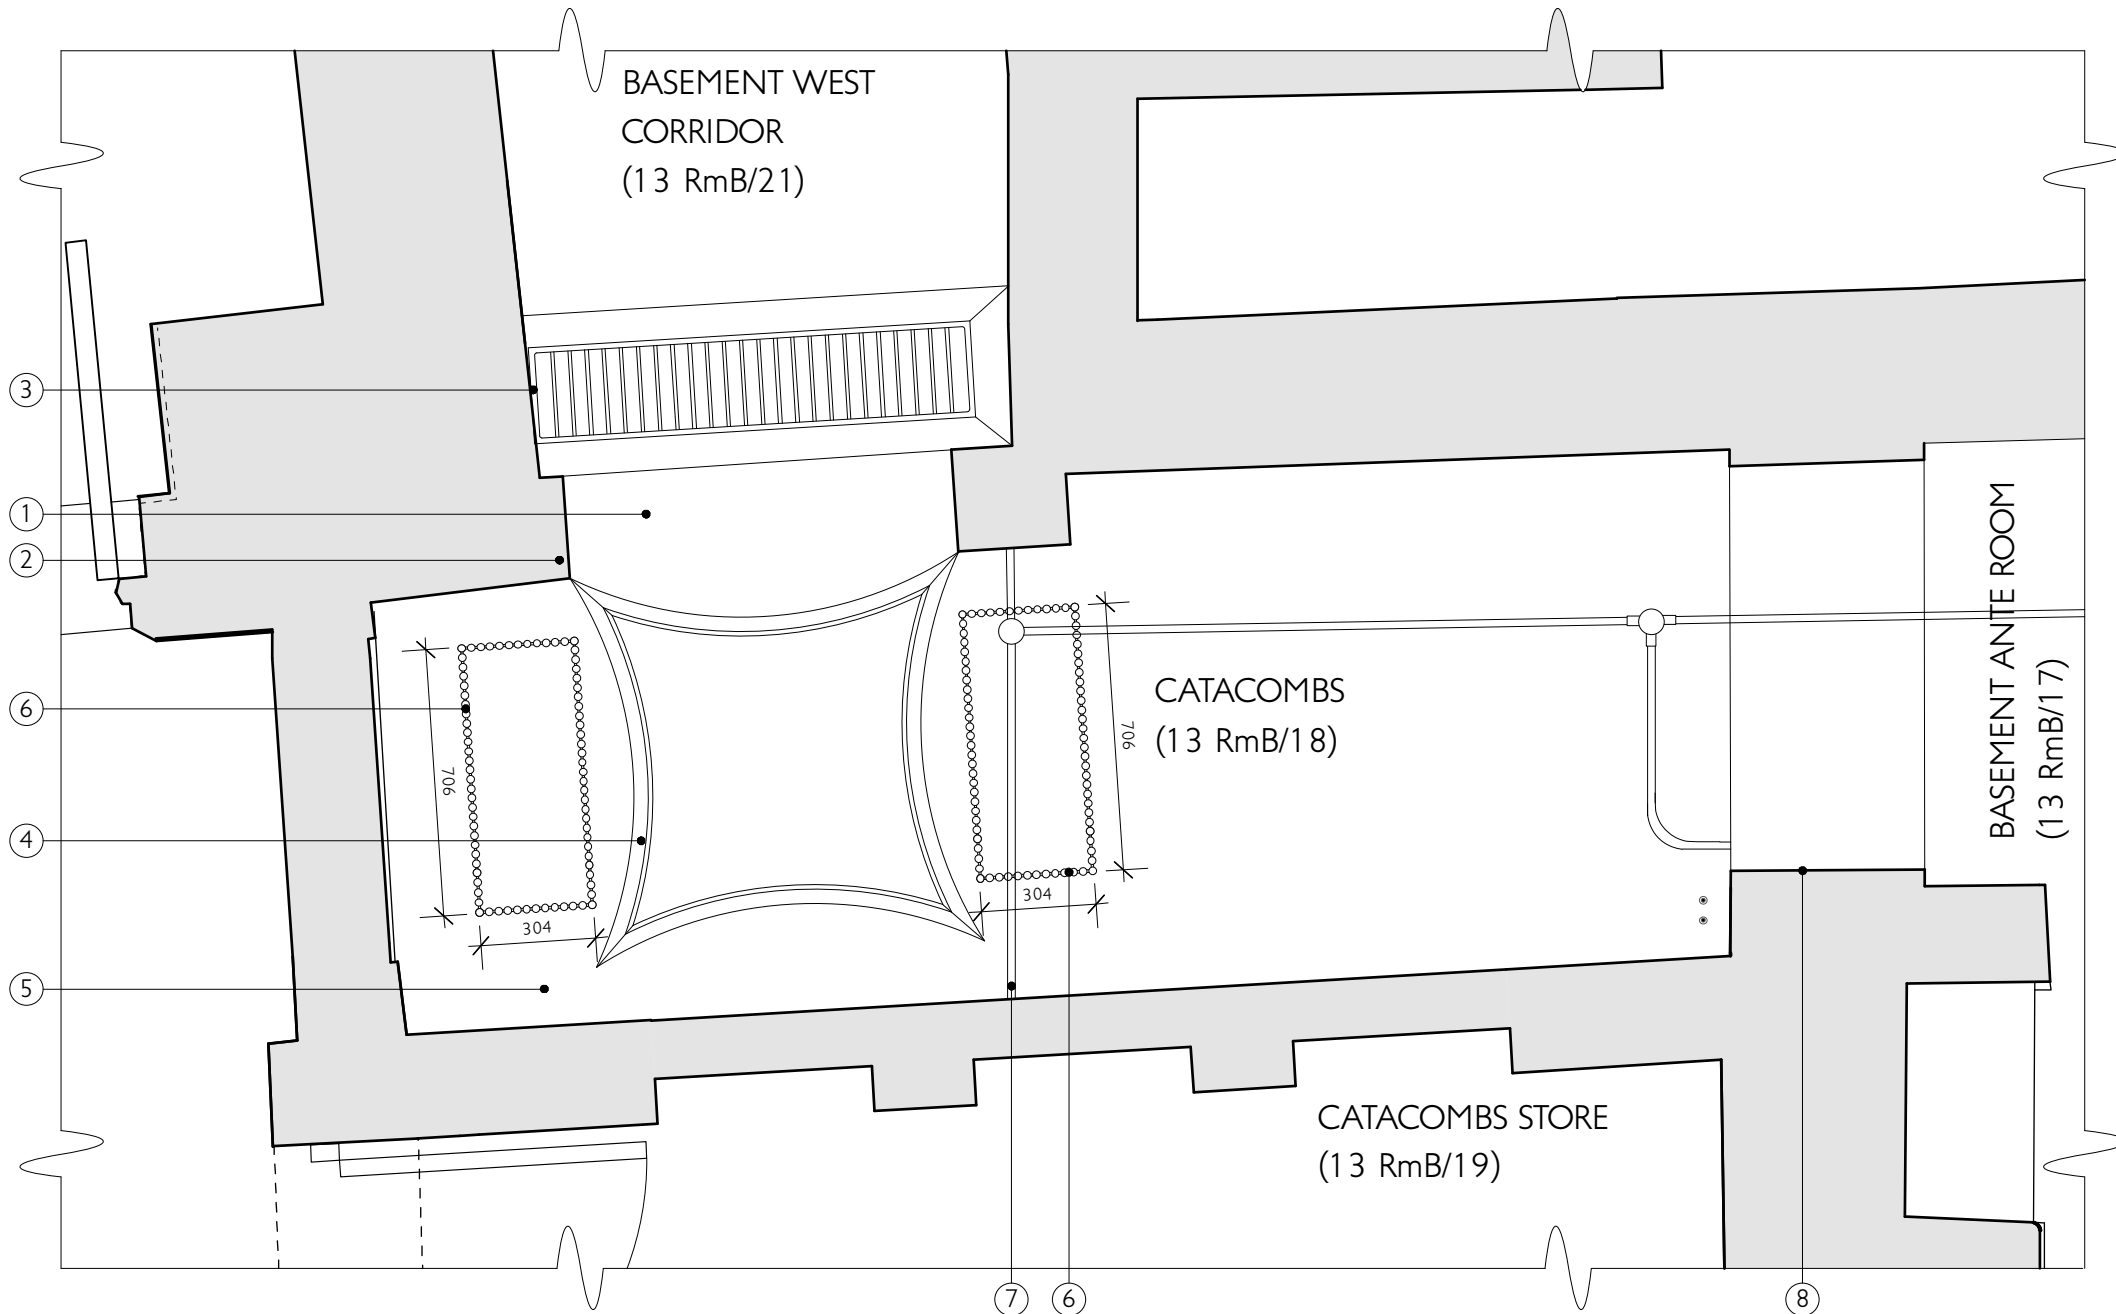 BASEMENT WEST
CORRIDOR
(13 RmB/21)
3
1
2
6
4
5
706
304
706
304
CATACOMBS
(13 RmB/18)
BASEMENT ANTE ROOM
(13 RmB/17)
CATACOMBS STORE
(13 RmB/19)
7
6
8